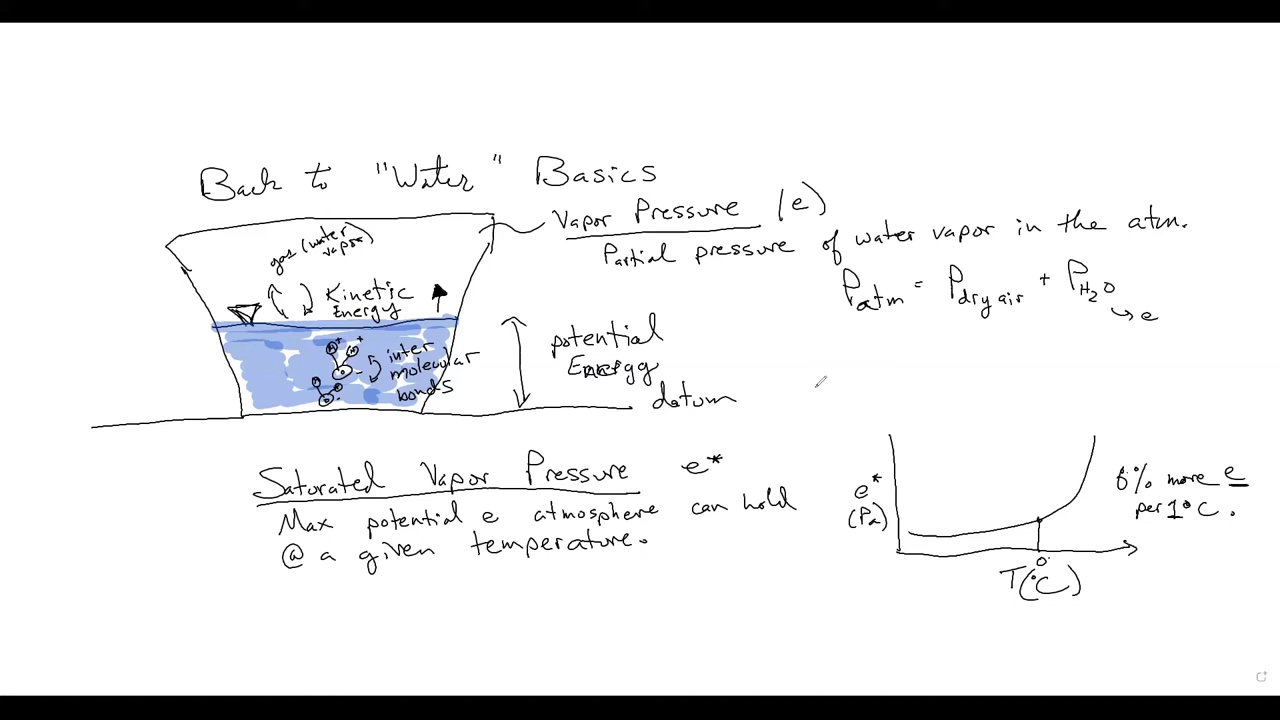 Back to "Water" Basics
Vapor Pressure (e)
Partial pressure of water vapor in the atm.
Patm = Pdry air + PH2O
e
gas (water
vapor)
Kinetic
Energy
inter
molecular
bonds
potential
Energy
datum
Saturated Vapor Pressure e*
Max potential e atmosphere can hold
@ a given temperature.
e*
(Pa)
0°
T(°C)
% more e
per 1°C.